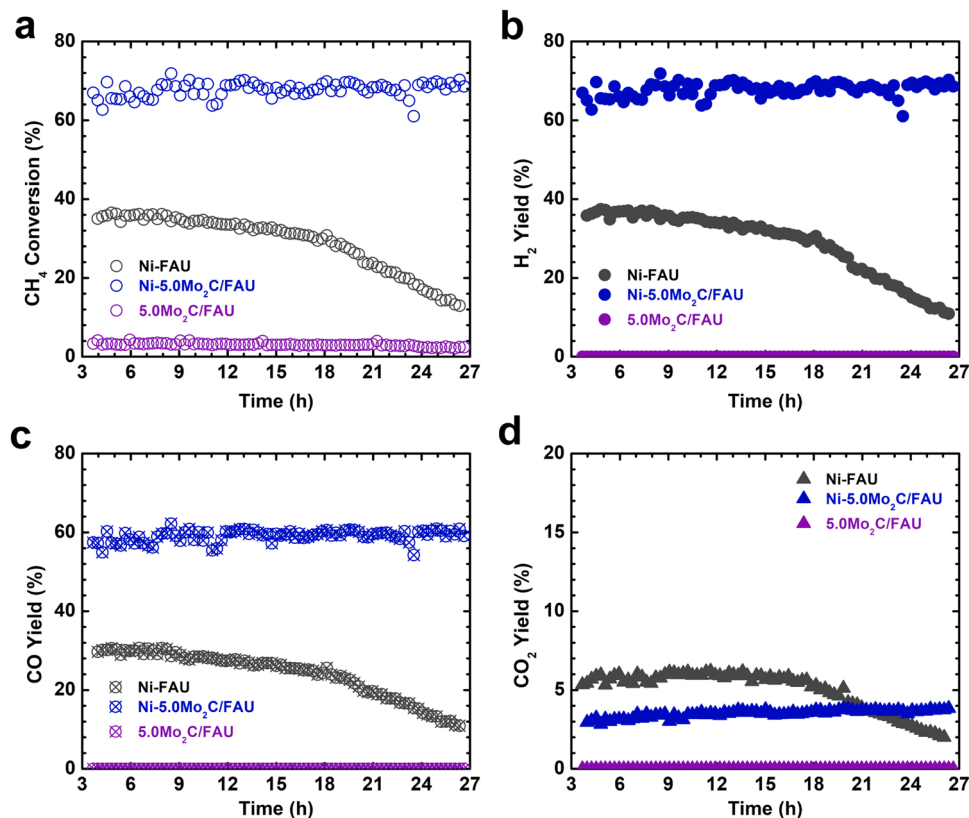 a
80
60
40
20
0
CH4 Conversion (%)
Ni-FAU
Ni-5.0Mo2C/FAU
5.0Mo2C/FAU
3 6 9 12 15 18 21 24 27
Time (h)
b
80
60
40
20
0
H2 Yield (%)
Ni-FAU
Ni-5.0Mo2C/FAU
5.0Mo2C/FAU
3 6 9 12 15 18 21 24 27
Time (h)
c
80
60
40
20
0
CO Yield (%)
Ni-FAU
Ni-5.0Mo2C/FAU
5.0Mo2C/FAU
3 6 9 12 15 18 21 24 27
Time (h)
d
20
15
10
5
0
CO2 Yield (%)
Ni-FAU
Ni-5.0Mo2C/FAU
5.0Mo2C/FAU
3 6 9 12 15 18 21 24 27
Time (h)